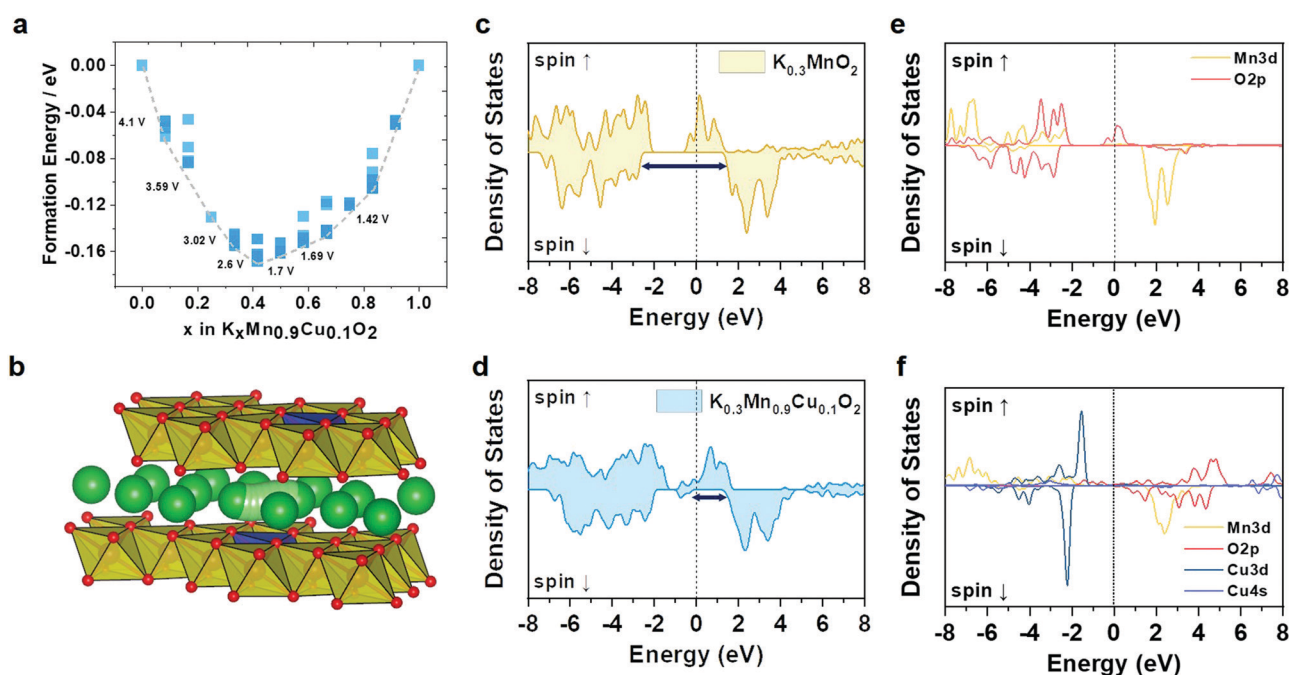 a
Formation Energy / eV
0.00
-0.04
-0.08
-0.12
-0.16
4.1 V
3.59 V
3.02 V
2.6 V
1.7 V
1.69 V
1.42 V
0.0 0.2 0.4 0.6 0.8 1.0
x in KxMn0.9Cu0.1O2
b
c
Density of States
spin ↑
K0.3MnO2
spin ↓
-8 -6 -4 -2 0 2 4 6 8
Energy (eV)
d
Density of States
spin ↑
K0.3Mn0.9Cu0.1O2
spin ↓
-8 -6 -4 -2 0 2 4 6 8
Energy (eV)
e
Density of States
spin ↑
Mn3d
O2p
spin ↓
-8 -6 -4 -2 0 2 4 6 8
Energy (eV)
f
Density of States
spin ↑
spin ↓
Mn3d
O2p
Cu3d
Cu4s
-8 -6 -4 -2 0 2 4 6 8
Energy (eV)